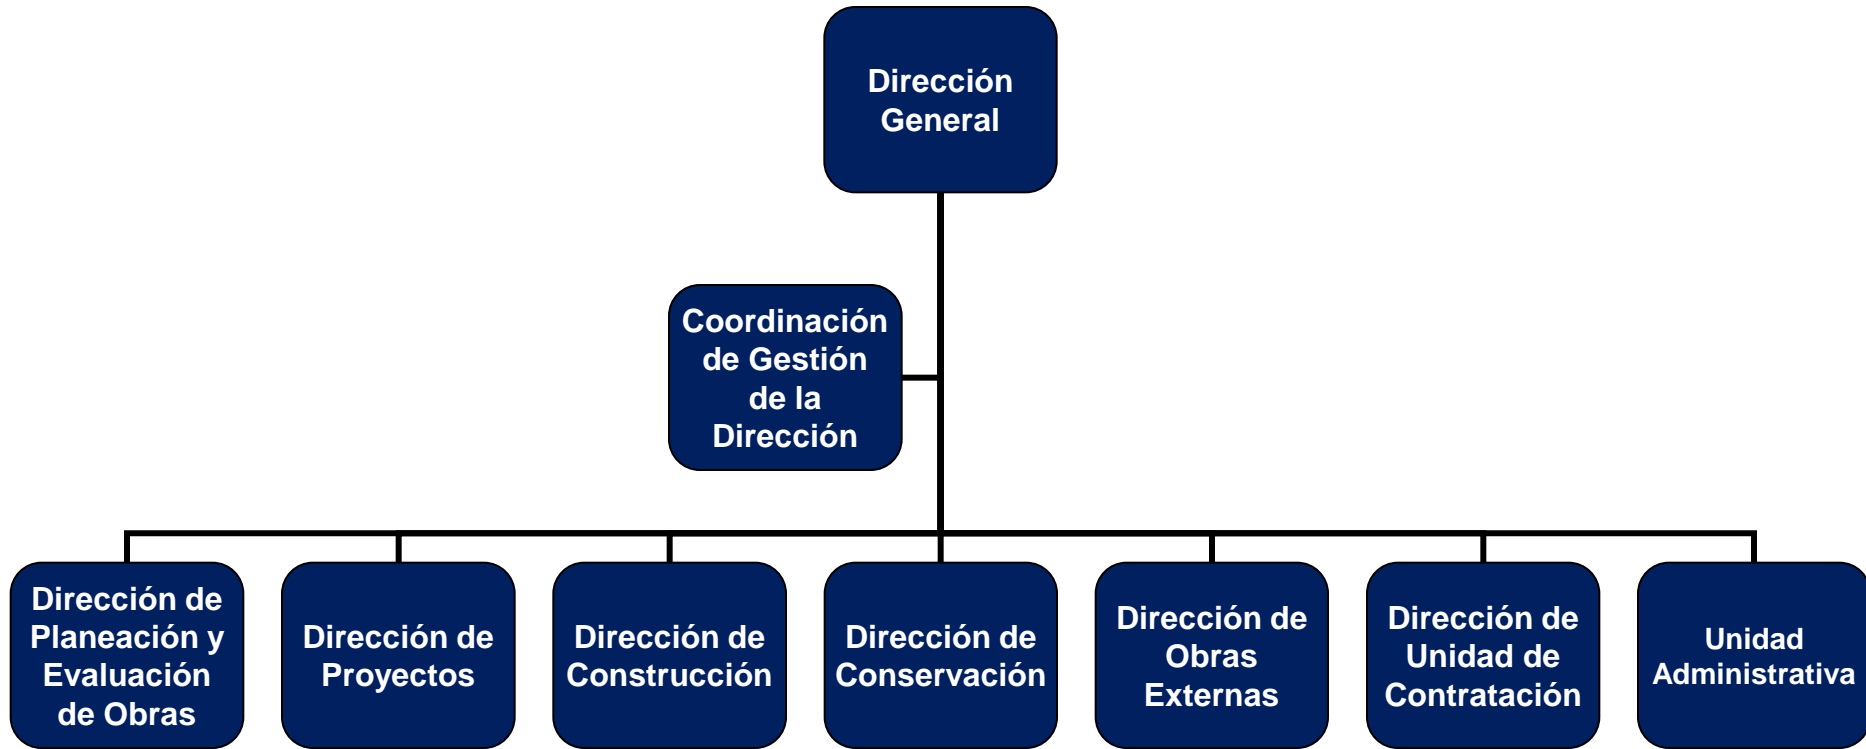 Dirección
General
Coordinación
de Gestión
de la
Dirección
Dirección de
Planeación y
Evaluación
de Obras
Dirección de
Proyectos
Dirección de
Construcción
Dirección de
Conservación
Dirección de
Obras
Externas
Dirección de
Unidad de
Contratación
Unidad
Administrativa